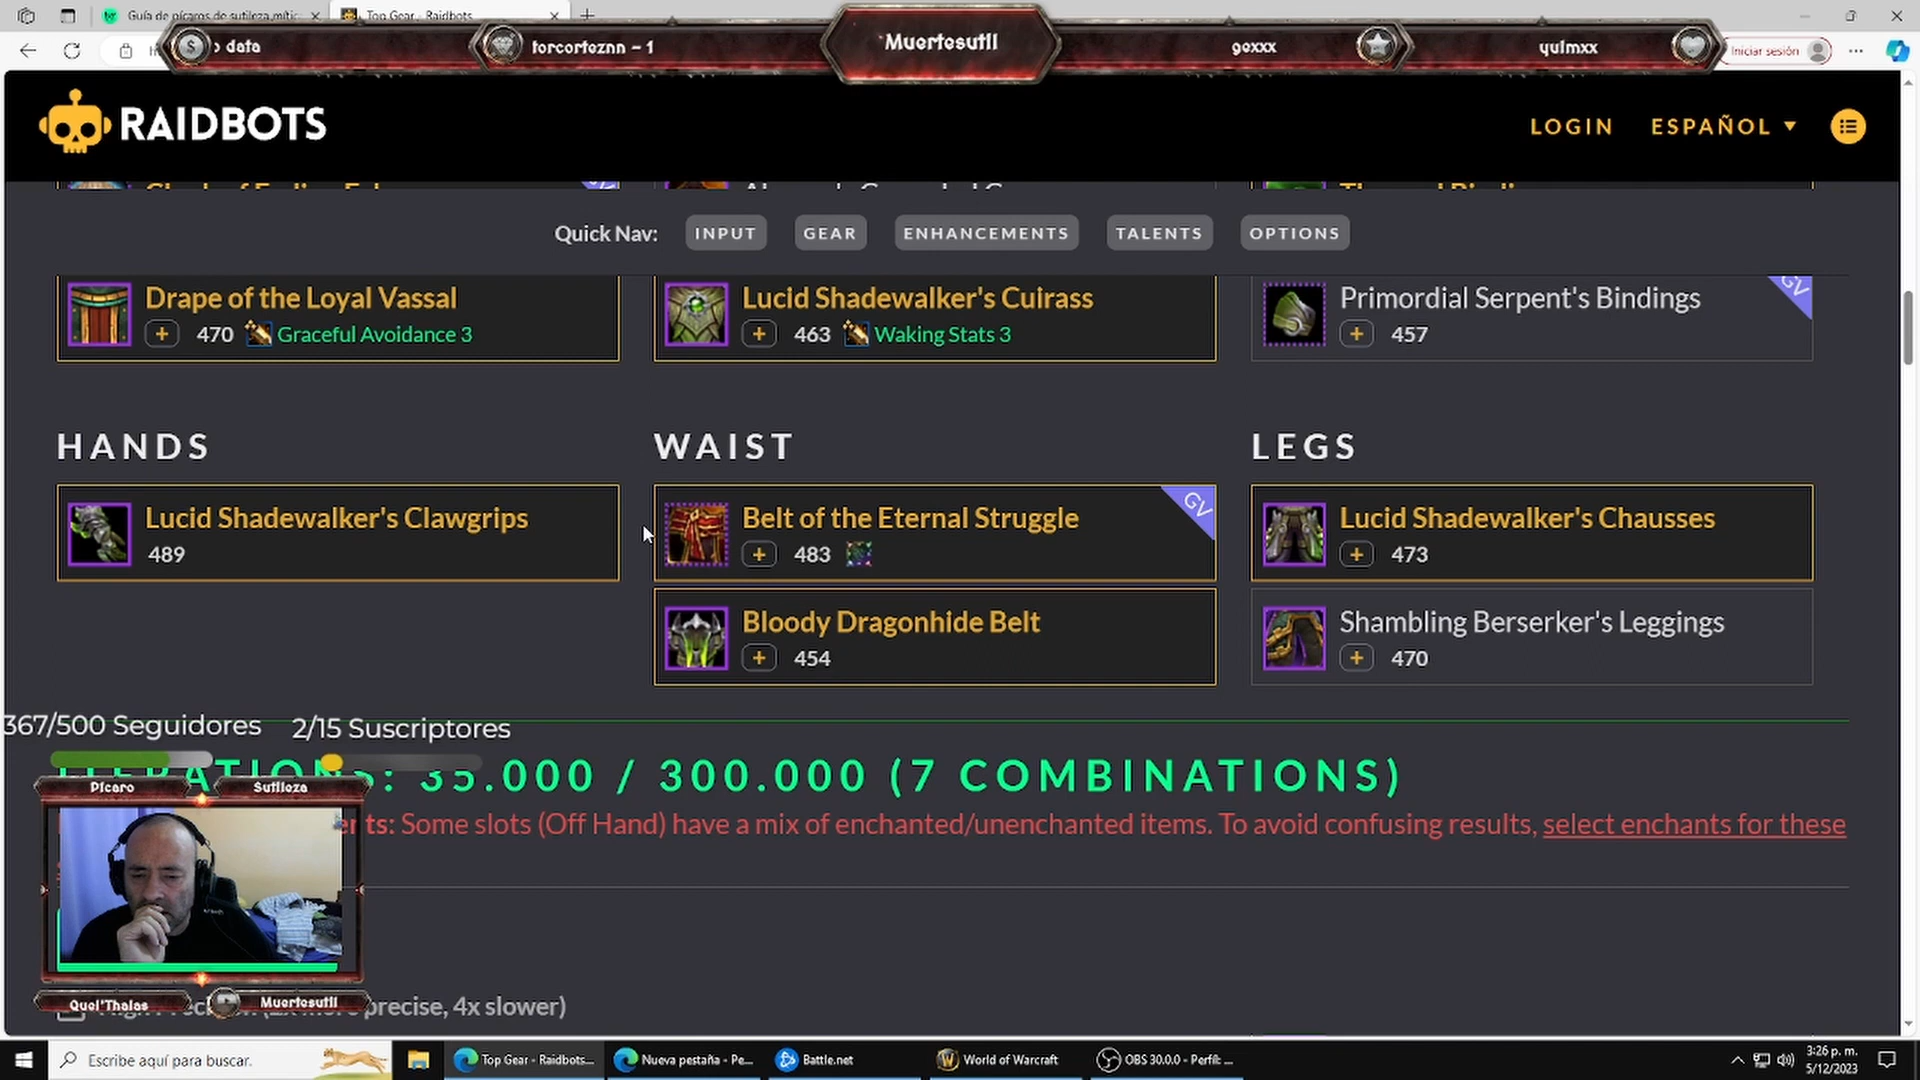 Guía de pícaros de sutileza mític
Top Gear - Raidbots
data
torcorteznn - 1
Muertesutil
gexxx
yulmxx
Iniciar sesión
RAIDBOTS
LOGIN
ESPAÑOL
Quick Nav:
INPUT
GEAR
ENHANCEMENTS
TALENTS
OPTIONS
Drape of the Loyal Vassal
470 Graceful Avoidance 3
Lucid Shadewalker's Cuirass
463 Waking Stats 3
Primordial Serpent's Bindings
457
GV
HANDS
Lucid Shadewalker's Clawgrips
489
WAIST
Belt of the Eternal Struggle
483
GV
Bloody Dragonhide Belt
454
LEGS
Lucid Shadewalker's Chausses
473
Shambling Berserker's Leggings
470
367/500 Seguidores
2/15 Suscriptores
ITERATIONS: 35.000 / 300.000 (7 COMBINATIONS)
Some slots (Off Hand) have a mix of enchanted/unenchanted items. To avoid confusing results, select enchants for these
Pícaro
Sutileza
Quel'Thalas
Muertesutil
precise, 4x slower)
Escribe aquí para buscar.
Top Gear - Raidbots...
Nueva pestaña - Pe...
Battle.net
World of Warcraft
OBS 30.0.0 - Perfil: ...
3:26 p. m.
5/12/2023